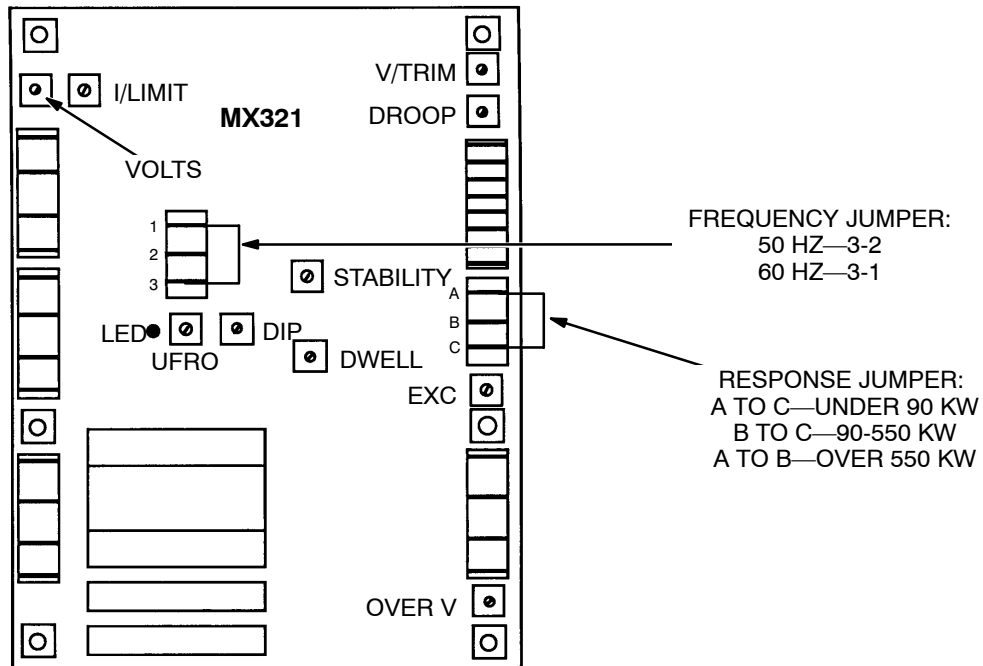 V/TRIM
I/LIMIT
MX321
DROOP
VOLTS
1
2
3
FREQUENCY JUMPER:
50 HZ—3-2
60 HZ—3-1
STABILITY
A
B
C
LED
UFRO
DIP
DWELL
EXC
RESPONSE JUMPER:
A TO C—UNDER 90 KW
B TO C—90-550 KW
A TO B—OVER 550 KW
OVER V